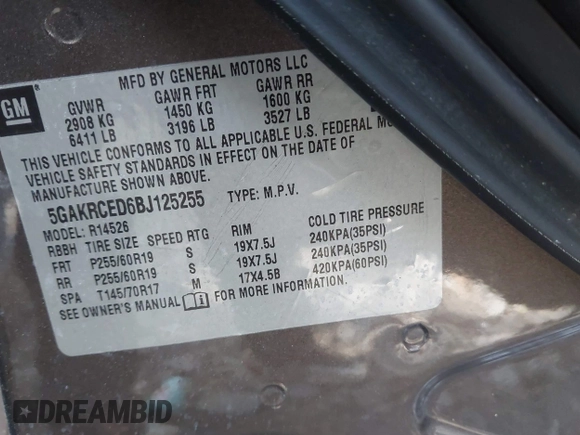 MFD BY GENERAL MOTORS LLC
GM
GVWR GAWR FRT GAWR RR
2908 KG 1450 KG 1600 KG
6411 LB 3196 LB 3527 LB
THIS VEHICLE CONFORMS TO ALL APPLICABLE U.S. FEDERAL
VEHICLE SAFETY STANDARDS IN EFFECT ON THE DATE OF
MANUFACTURE SHOWN ABOVE.
5GAKRCED6BJ125255 TYPE: M.P.V.
MODEL: R14526
RBBH TIRE SIZE SPEED RTG RIM COLD TIRE PRESSURE
FRT P255/60R19 S 19X7.5J 240KPA(35PSI)
RR P255/60R19 S 19X7.5J 240KPA(35PSI)
SPA T145/70R17 M 17X4.5B 420KPA(60PSI)
SEE OWNER'S MANUAL FOR MORE INFORMATION.
DREAMBID